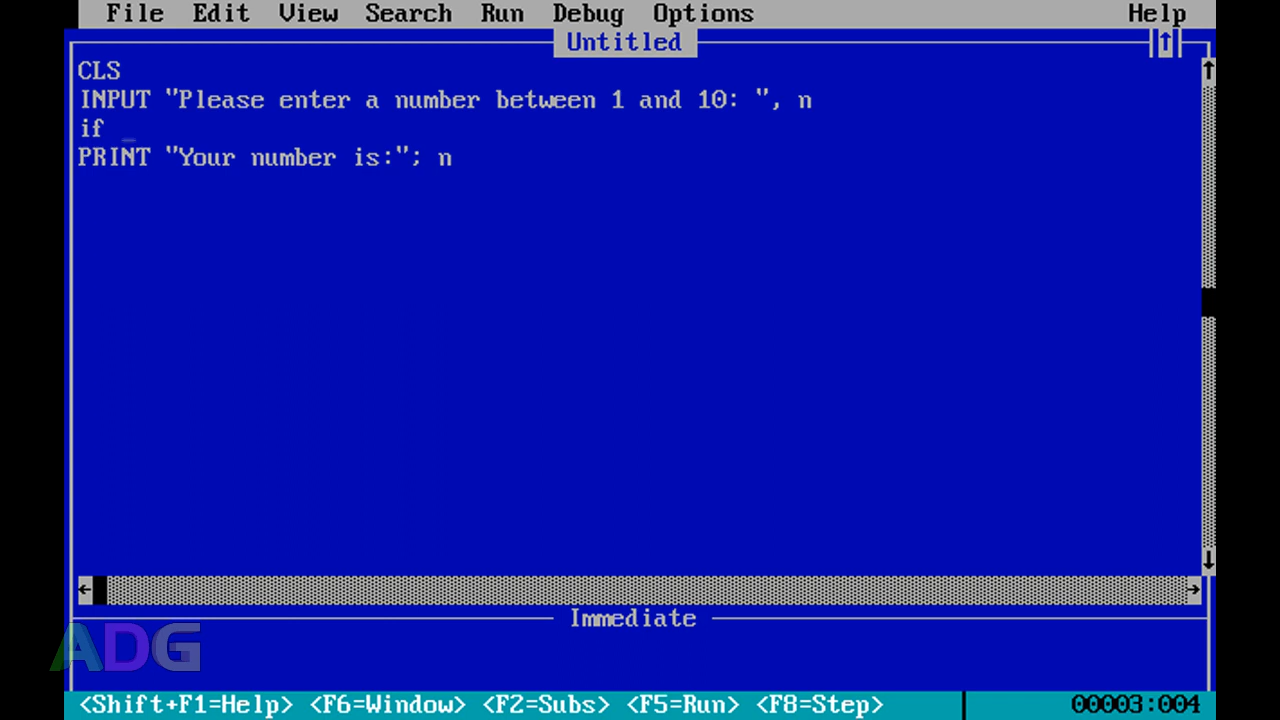 File Edit View Search Run Debug Options Help
Untitled
CLS
INPUT "Please enter a number between 1 and 10: ", n
if _
PRINT "Your number is:"; n
Immediate
ADG
<Shift+F1=Help> <F6=Window> <F2=Subs> <F5=Run> <F8=Step> 00003:004